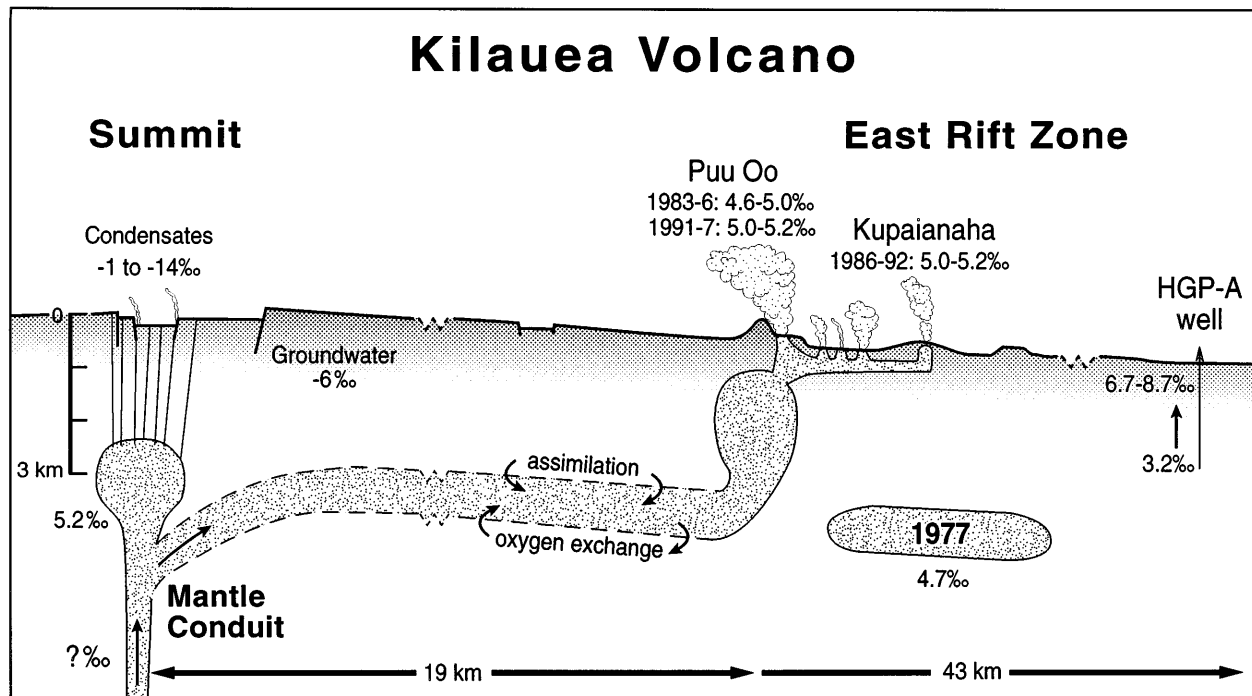 Kilauea Volcano
Summit
East Rift Zone
Puu Oo
1983-6: 4.6-5.0‰
1991-7: 5.0-5.2‰
Kupaianaha
1986-92: 5.0-5.2‰
Condensates
-1 to -14‰
HGP-A
well
0
Groundwater
-6‰
6.7-8.7‰
3 km
assimilation
3.2‰
5.2‰
oxygen exchange
1977
4.7‰
Mantle
Conduit
?‰
19 km
43 km